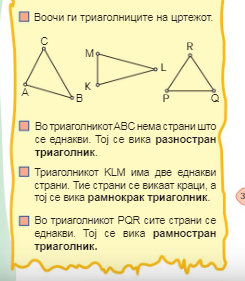 Воочи ги триаголниците на цртежот.
C
A
B
M
K
L
R
P
Q
Во триаголникот ABC нема страни што
се еднакви. Тој се вика разностран
триаголник.
Триаголникот KLM има две еднакви
страни. Тие страни се викаат краци, а
тој се вика рамнокрак триаголник.
Во триаголникот PQR сите страни се
еднакви. Тој се вика рамностран
триаголник.
3